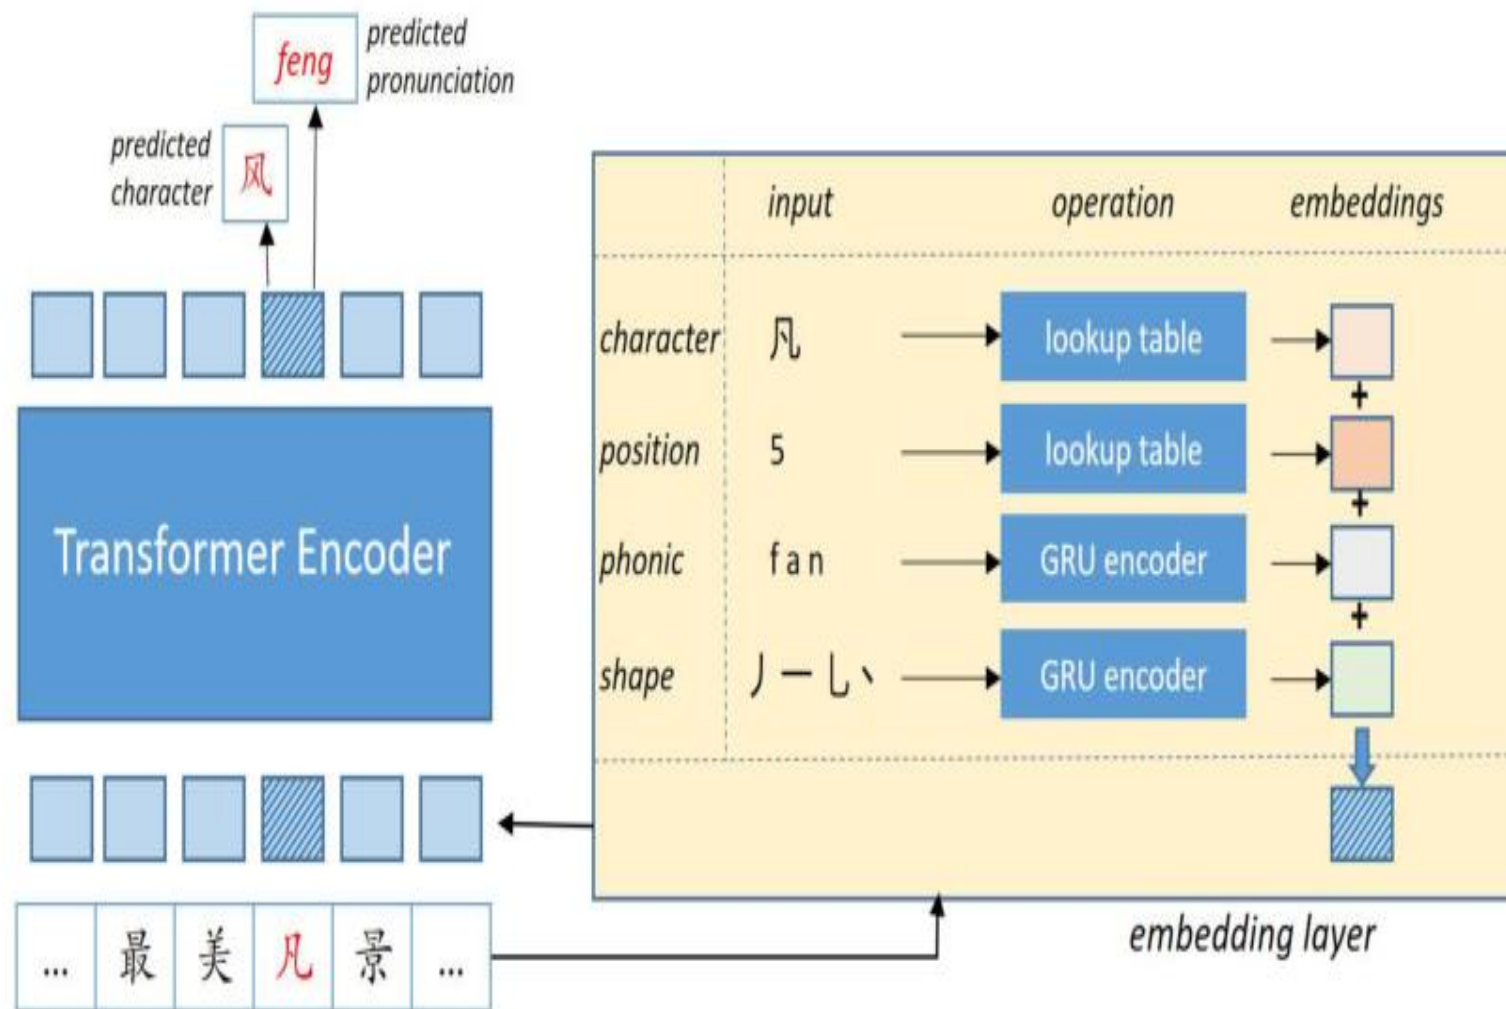 feng
predicted
pronunciation
predicted
character
风
input operation embeddings
character 凡 lookup table
+
position 5 lookup table
+
phonic f a n GRU encoder
+
shape 丿 一 乚 丶 GRU encoder
Transformer Encoder
... 最 美 凡 景 ...
embedding layer